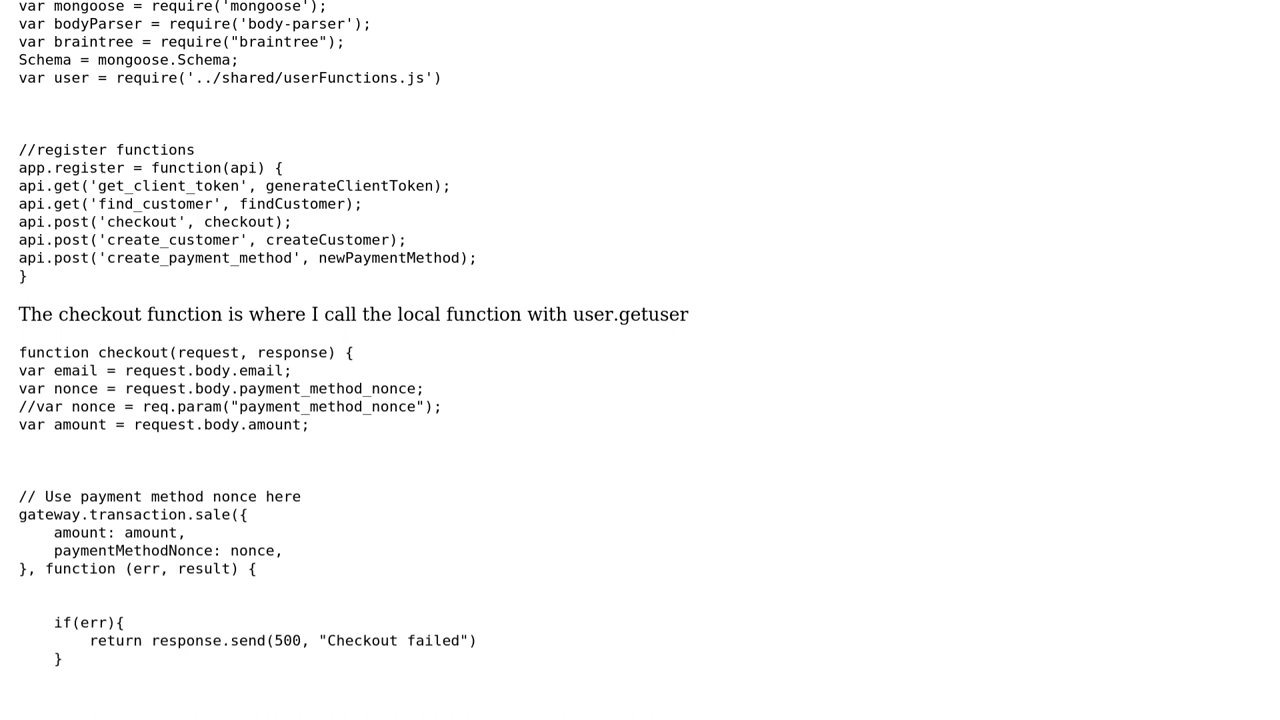 var mongoose = require('mongoose');
var bodyParser = require('body-parser');
var braintree = require("braintree");
Schema = mongoose.Schema;
var user = require('../shared/userFunctions.js')
//register functions
app.register = function(api) {
api.get('get_client_token', generateClientToken);
api.get('find_customer', findCustomer);
api.post('checkout', checkout);
api.post('create_customer', createCustomer);
api.post('create_payment_method', newPaymentMethod);
}
The checkout function is where I call the local function with user.getuser
function checkout(request, response) {
var email = request.body.email;
var nonce = request.body.payment_method_nonce;
//var nonce = req.param("payment_method_nonce");
var amount = request.body.amount;
// Use payment method nonce here
gateway.transaction.sale({
    amount: amount,
    paymentMethodNonce: nonce,
}, function (err, result) {
    if(err){
        return response.send(500, "Checkout failed")
    }